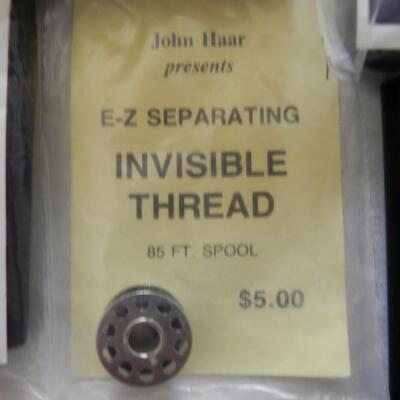 John Haar
presents
E-Z SEPARATING
INVISIBLE
THREAD
85 FT. SPOOL
$5.00